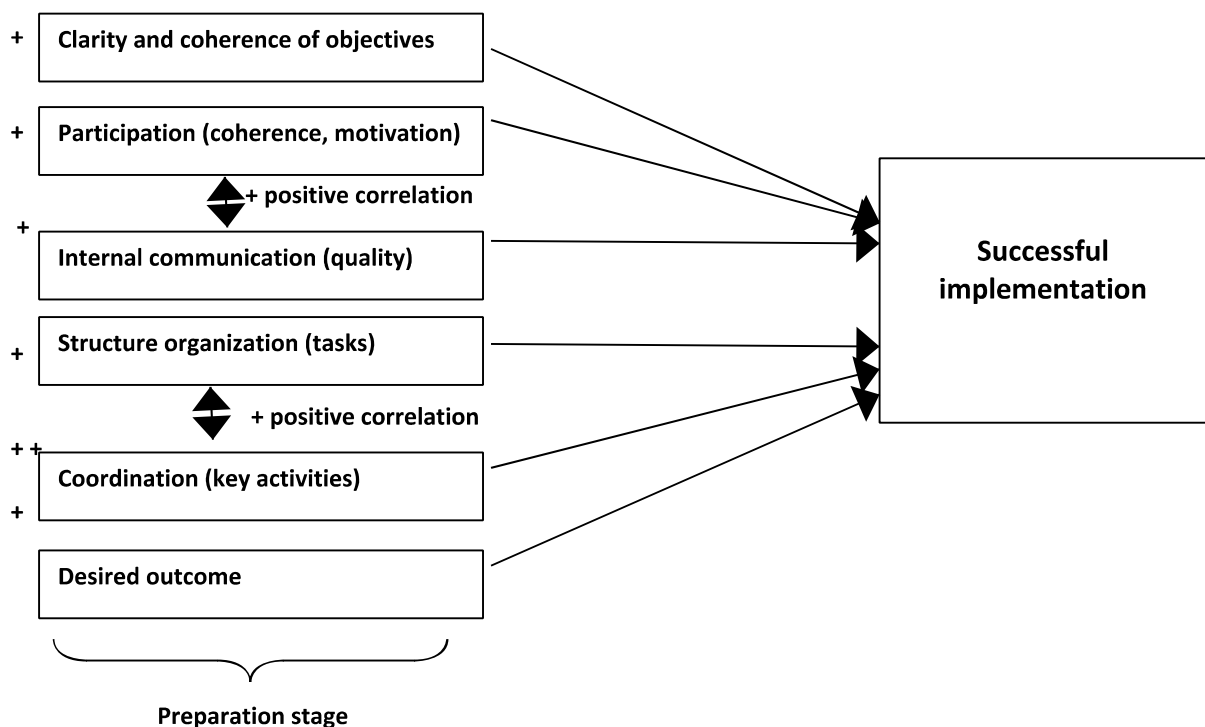 + Clarity and coherence of objectives
+ Participation (coherence, motivation)
+ positive correlation
+
Internal communication (quality)
Structure organization (tasks)
+
+ positive correlation
+ +
Coordination (key activities)
+
Desired outcome
Preparation stage
Successful
implementation